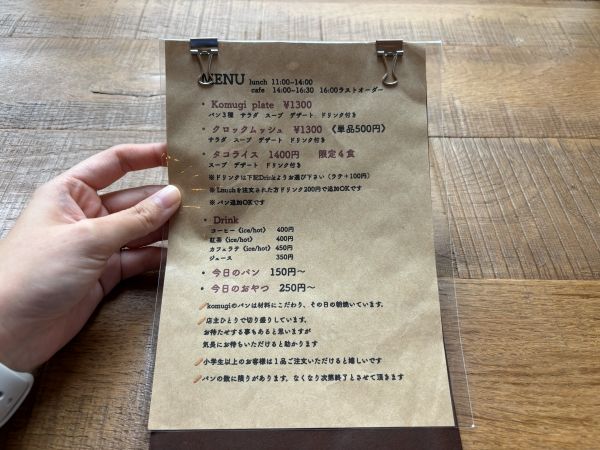 MENU lunch 11:00-14:00
cafe 14:00-16:30 16:00ラストオーダー
・Komugi plate ¥1300
パン3種 サラダ スープ デザート ドリンク付き
・クロックムッシュ ¥1300 〈単品500円〉
サラダ スープ デザート ドリンク付き
・タコライス 1400円 限定4食
スープ デザート ドリンク付き
※ドリンクは下記Drinkよりお選び下さい（ラテ+100円）
※Lnuchを注文された方ドリンク200円で追加OKです
※パン追加OKです
・Drink
コーヒー〈ice/hot〉 400円
紅茶〈ice/hot〉 400円
カフェラテ〈ice/hot〉 450円
ジュース 350円
・今日のパン 150円〜
・今日のおやつ 250円〜
komugiのパンは材料にこだわり、その日の朝焼いています。
店主ひとりで切り盛りしています。
お待たせする事もあると思いますが
気長にお待ちいただけると助かります
小学生以上のお客様は1品ご注文いただけると嬉しいです
パンの数に限りがあります。なくなり次第終了とさせて頂きます